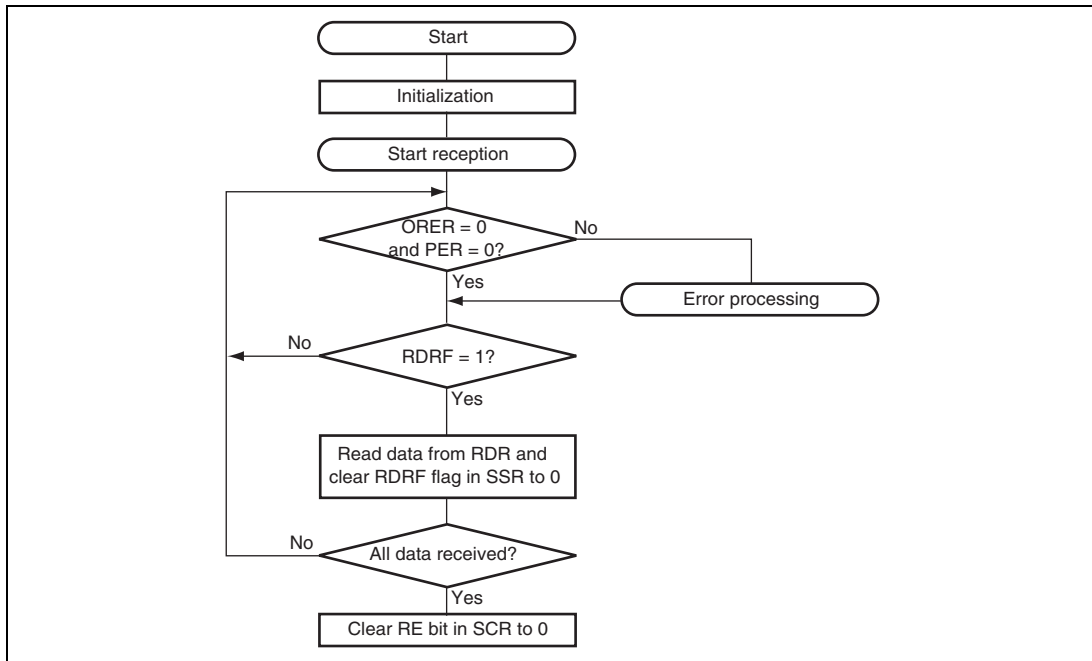 Start
Initialization
Start reception
ORER = 0
and PER = 0?
No
Yes
Error processing
No
RDRF = 1?
Yes
Read data from RDR and
clear RDRF flag in SSR to 0
No
All data received?
Yes
Clear RE bit in SCR to 0